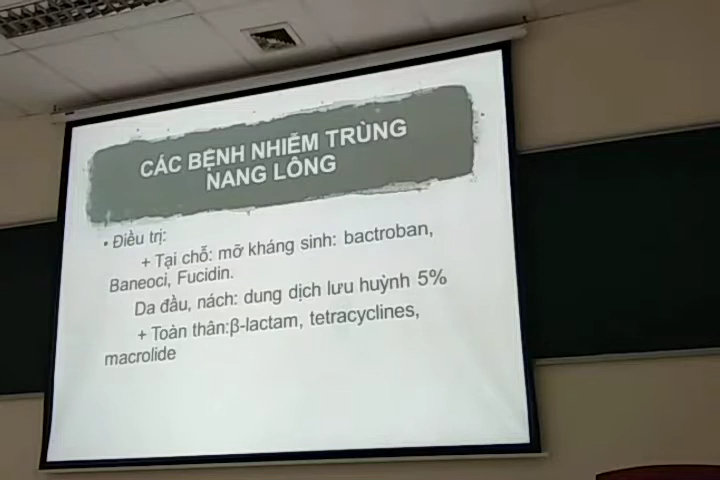 CÁC BỆNH NHIỄM TRÙNG
NANG LÔNG
• Điều trị:
+ Tại chỗ: mỡ kháng sinh: bactroban,
Baneoci, Fucidin.
Da đầu, nách: dung dịch lưu huỳnh 5%
+ Toàn thân:β-lactam, tetracyclines,
macrolide